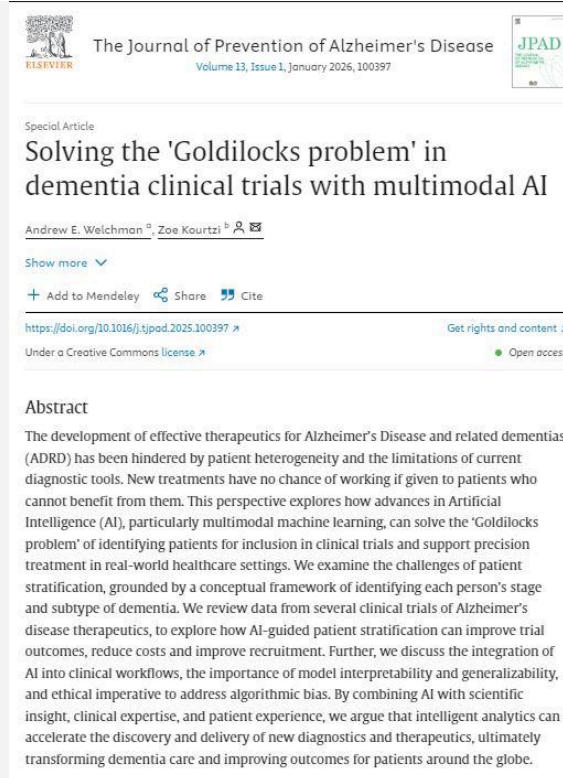 The Journal of Prevention of Alzheimer's Disease
JPAD
ELSEVIER
Volume 13, Issue 1, January 2026, 100397
Special Article
Solving the 'Goldilocks problem' in
dementia clinical trials with multimodal AI
Andrew E. Welchman a, Zoe Kourtzi b
Show more
+ Add to Mendeley Share Cite
https://doi.org/10.1016/j.tjpad.2025.100397 ↗ Get rights and content
Under a Creative Commons license ↗ Open acces
Abstract
The development of effective therapeutics for Alzheimer's Disease and related dementias
(ADRD) has been hindered by patient heterogeneity and the limitations of current
diagnostic tools. New treatments have no chance of working if given to patients who
cannot benefit from them. This perspective explores how advances in Artificial
Intelligence (AI), particularly multimodal machine learning, can solve the 'Goldilocks
problem' of identifying patients for inclusion in clinical trials and support precision
treatment in real-world healthcare settings. We examine the challenges of patient
stratification, grounded by a conceptual framework of identifying each person's stage
and subtype of dementia. We review data from several clinical trials of Alzheimer's
disease therapeutics, to explore how AI-guided patient stratification can improve trial
outcomes, reduce costs and improve recruitment. Further, we discuss the integration of
AI into clinical workflows, the importance of model interpretability and generalizability,
and ethical imperative to address algorithmic bias. By combining AI with scientific
insight, clinical expertise, and patient experience, we argue that intelligent analytics can
accelerate the discovery and delivery of new diagnostics and therapeutics, ultimately
transforming dementia care and improving outcomes for patients around the globe.